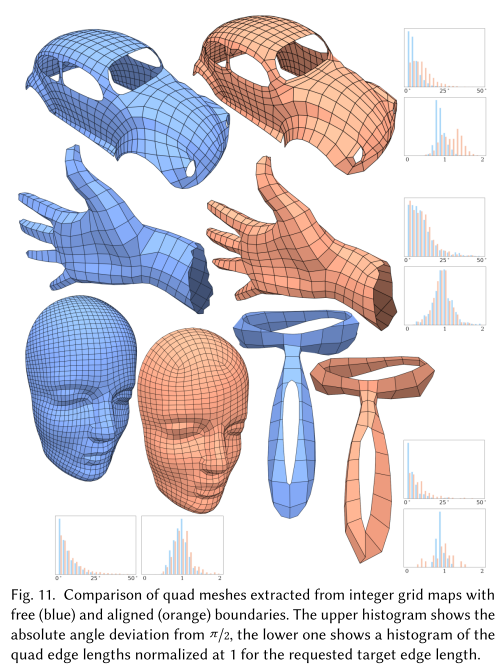 0° 25° 50°
0 1 2
0° 25° 50°
0 1 2
0° 25° 50°
0 1 2
0° 25° 50°
0 1 2
Fig. 11. Comparison of quad meshes extracted from integer grid maps with
free (blue) and aligned (orange) boundaries. The upper histogram shows the
absolute angle deviation from π/2, the lower one shows a histogram of the
quad edge lengths normalized at 1 for the requested target edge length.